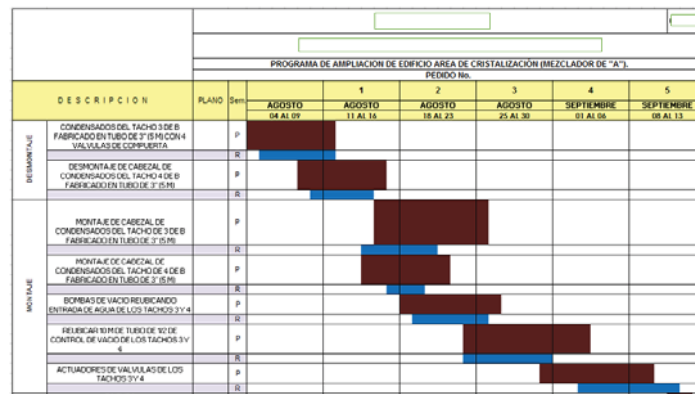 PROGRAMA DE AMPLIACION DE EDIFICIO AREA DE CRISTALIZACIÓN (MEZCLADOR DE "A").
PEDIDO No.
DESCRIPCION PLANO Sem. 1 2 3 4 5
AGOSTO AGOSTO AGOSTO AGOSTO SEPTIEMBRE SEPTIEMBRE
04 AL 09 11 AL 16 18 AL 23 25 AL 30 01 AL 06 08 AL 13
DESMONTAJE
CONDENSADOS DEL TACHO 3 DE B
FABRICADO EN TUBO DE 3" (5 M) CON 4
VALVULAS DE COMPUERTA
P
R
DESMONTAJE DE CABEZAL DE
CONDENSADOS DEL TACHO 4 DE B
FABRICADO EN TUBO DE 3" (5 M)
P
R
MONTAJE
MONTAJE DE CABEZAL DE
CONDENSADOS DEL TACHO DE 3 DE B
FABRICADO EN TUBO DE 3" (5 M)
P
R
MONTAJE DE CABEZAL DE
CONDENSADOS DEL TACHO DE 4 DE B
FABRICADO EN TUBO DE 3" (5 M)
P
R
BOMBAS DE VACIO REUBICANDO
ENTRADA DE AGUA DE LOS TACHOS 3 Y 4
P
R
REUBICAR 10 M DE TUBO DE 1/2 DE
CONTROL DE VACIO DE LOS TACHOS 3 Y
4
P
R
ACTUADORES DE VALVULAS DE LOS
TACHOS 3 Y 4
P
R